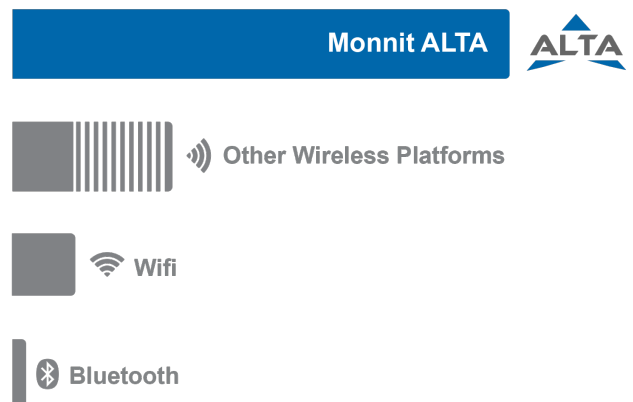 Monnit ALTA
ALTA
Other Wireless Platforms
Wifi
Bluetooth